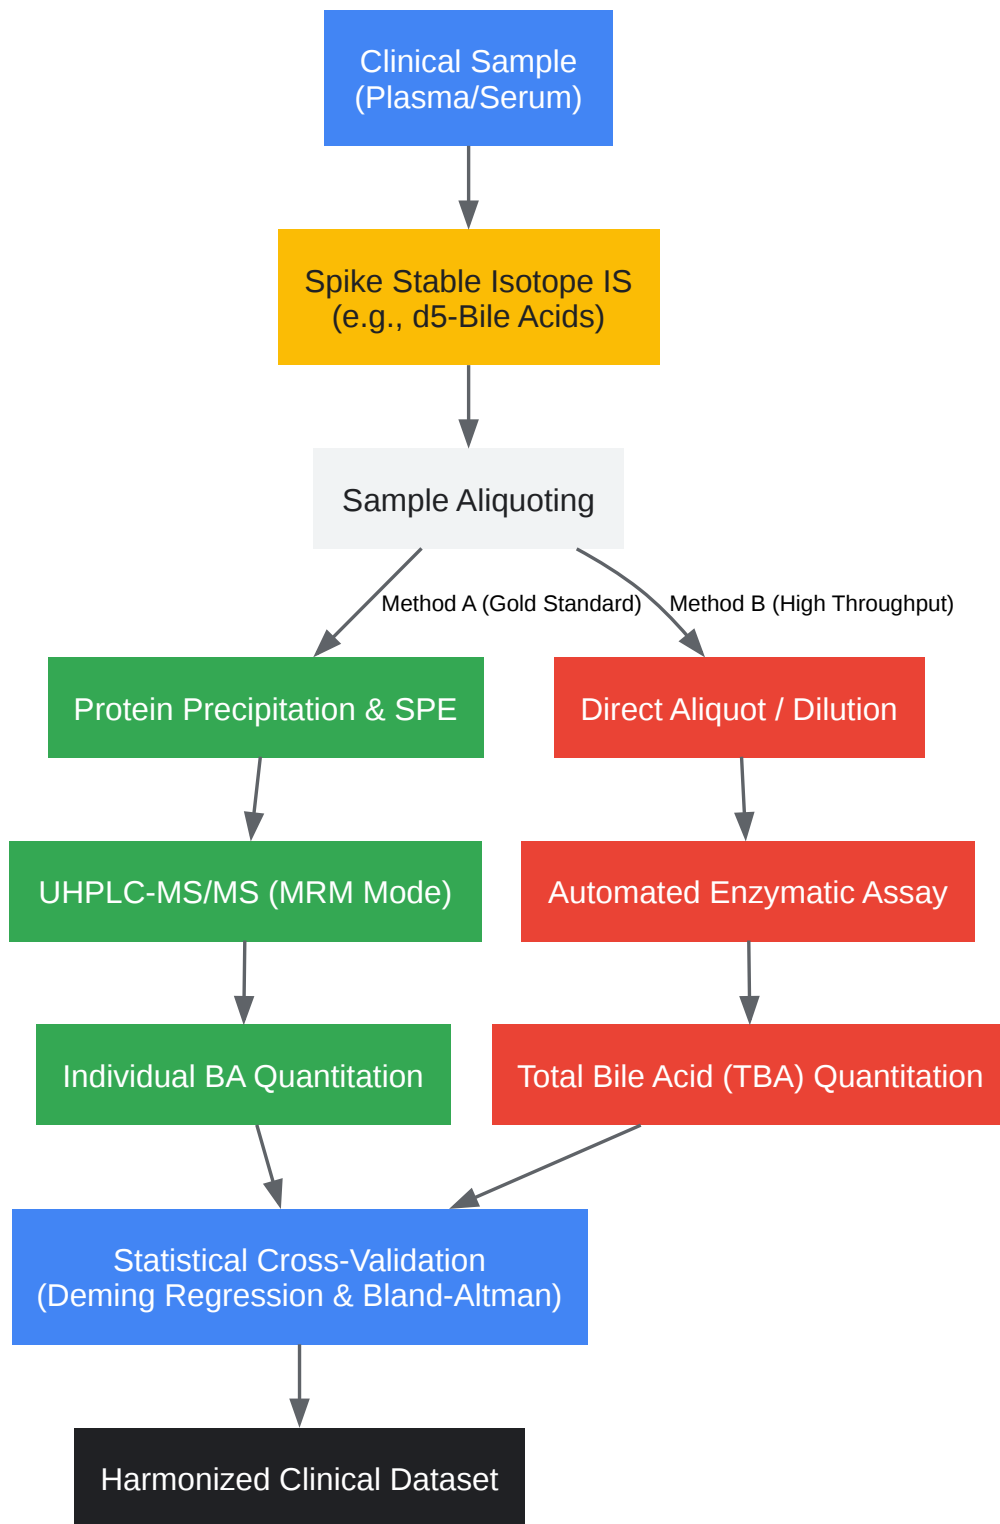 Clinical Sample
(Plasma/Serum)
Spike Stable Isotope IS
(e.g., d5-Bile Acids)
Sample Aliquoting
Method A (Gold Standard)
Method B (High Throughput)
Protein Precipitation & SPE
Direct Aliquot / Dilution
UHPLC-MS/MS (MRM Mode)
Automated Enzymatic Assay
Individual BA Quantitation
Total Bile Acid (TBA) Quantitation
Statistical Cross-Validation
(Deming Regression & Bland-Altman)
Harmonized Clinical Dataset